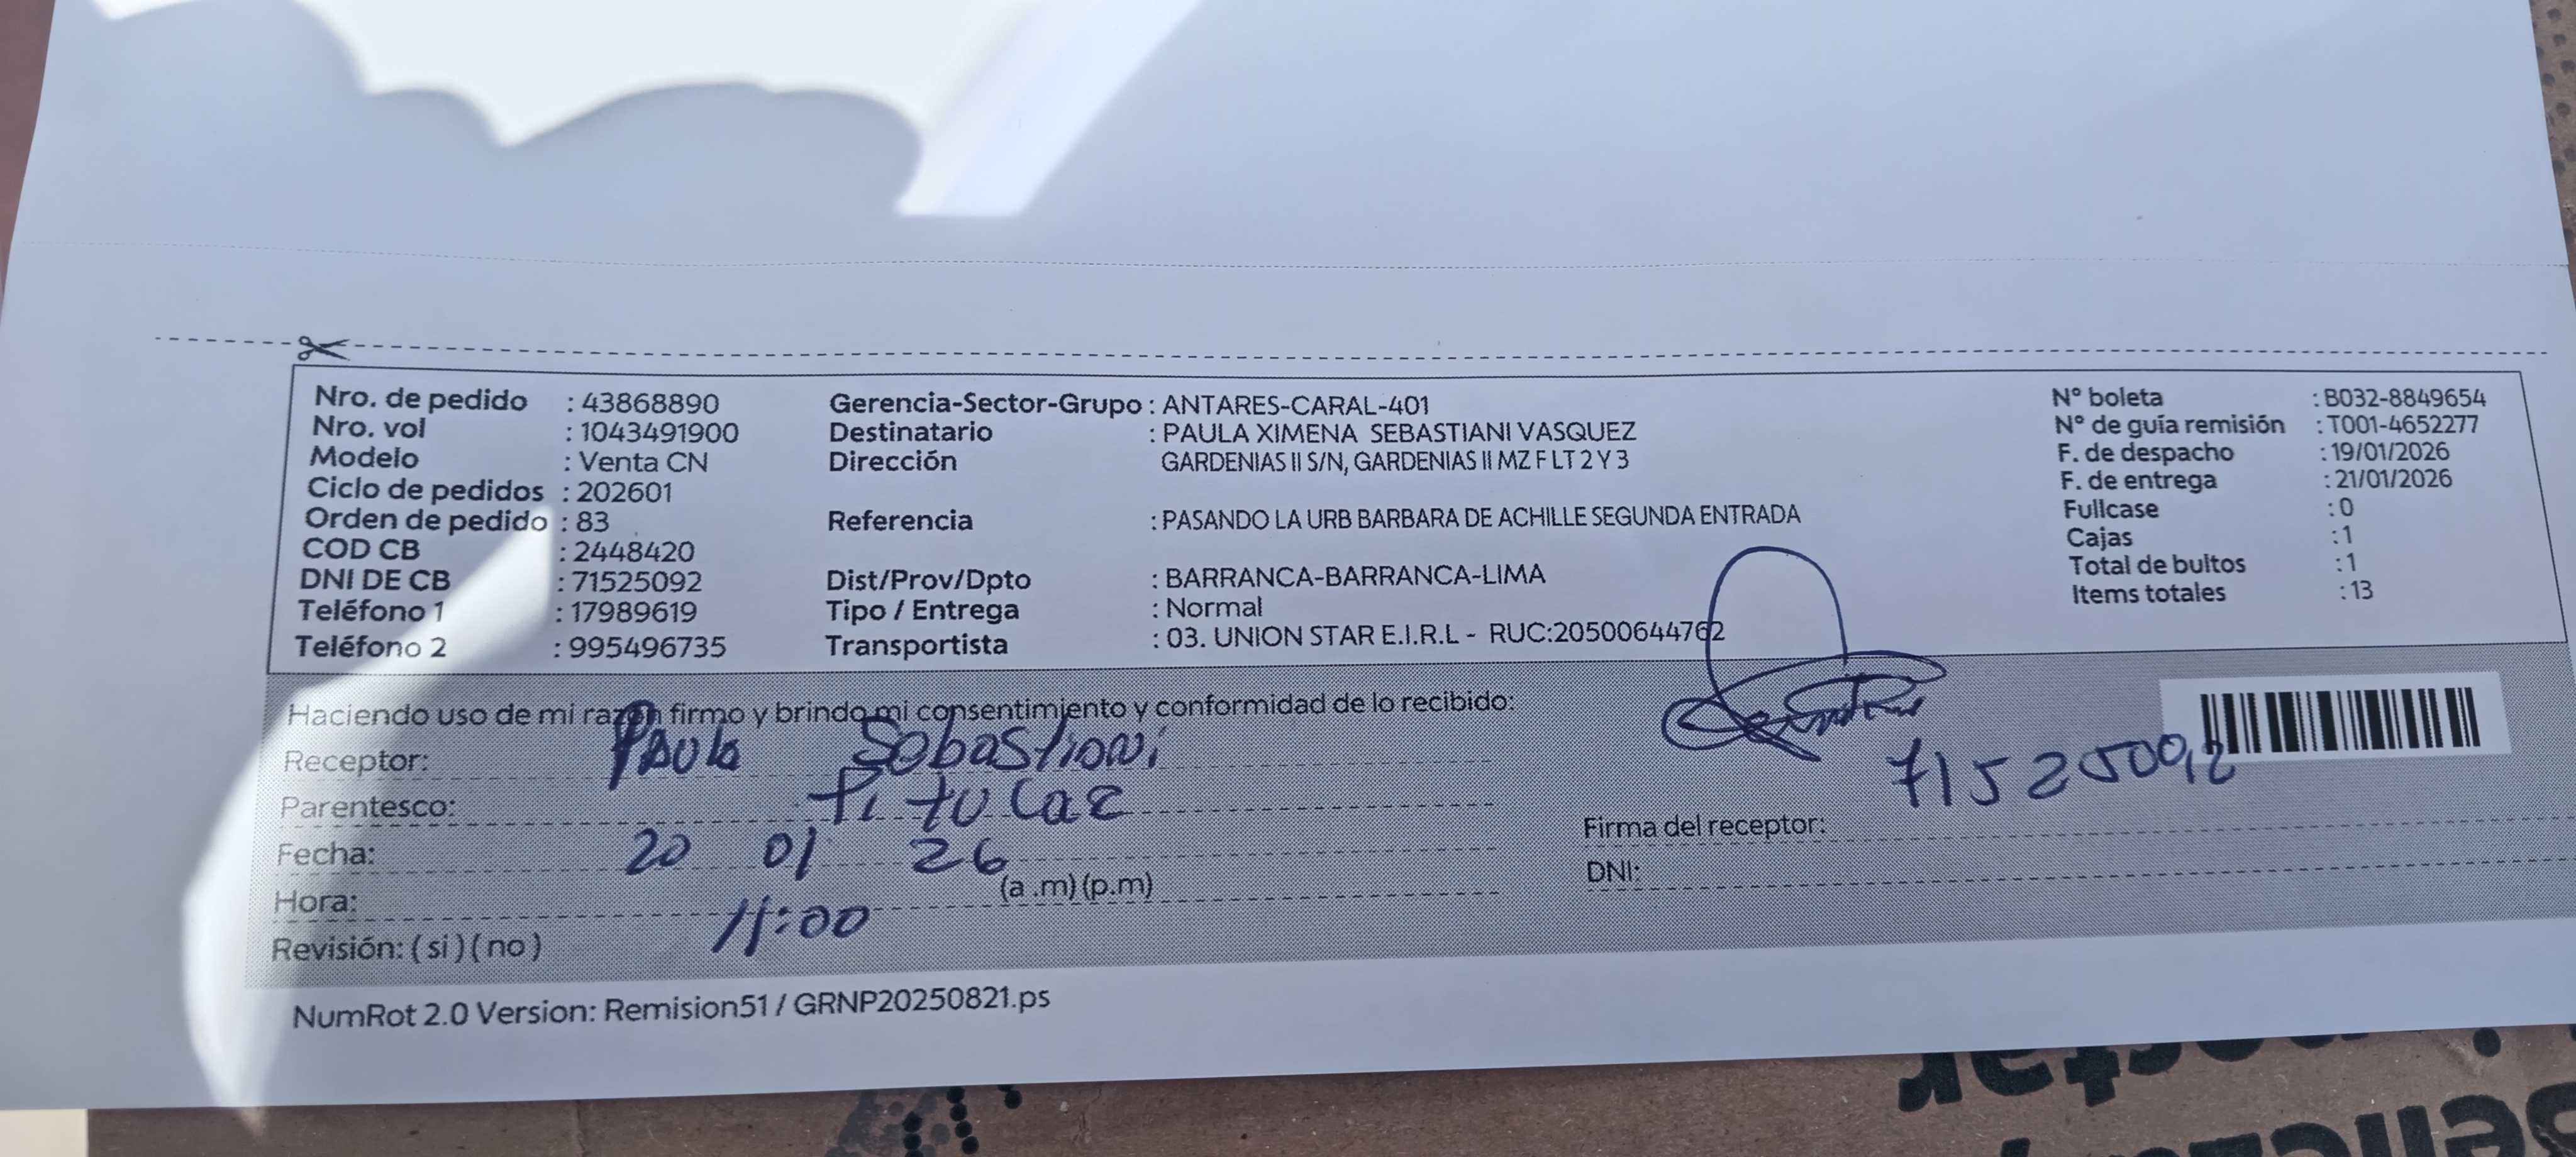 Nro. de pedido : 43868890
Nro. vol : 1043491900
Modelo : Venta CN
Ciclo de pedidos : 202601
Orden de pedido : 83
COD CB : 2448420
DNI DE CB : 71525092
Teléfono 1 : 17989619
Teléfono 2 : 995496735
Gerencia-Sector-Grupo : ANTARES-CARAL-401
Destinatario : PAULA XIMENA SEBASTIANI VASQUEZ
Dirección GARDENIAS II S/N, GARDENIAS II MZ F LT 2 Y 3
Referencia : PASANDO LA URB BARBARA DE ACHILLE SEGUNDA ENTRADA
Dist/Prov/Dpto : BARRANCA-BARRANCA-LIMA
Tipo / Entrega : Normal
Transportista : 03. UNION STAR E.I.R.L - RUC:20500644762
N° boleta : B032-8849654
N° de guía remisión : T001-4652277
F. de despacho : 19/01/2026
F. de entrega : 21/01/2026
Fullcase : 0
Cajas : 1
Total de bultos : 1
Items totales : 13
Haciendo uso de mi razón firmo y brindo mi consentimiento y conformidad de lo recibido:
Receptor: Paula Sebastiani
Parentesco: Titular
Fecha: 20 01 26
Hora: 11:00 (a .m) (p.m)
Revisión: ( si ) ( no )
71525092
Firma del receptor:
DNI:
NumRot 2.0 Version: Remision51 / GRNP20250821.ps